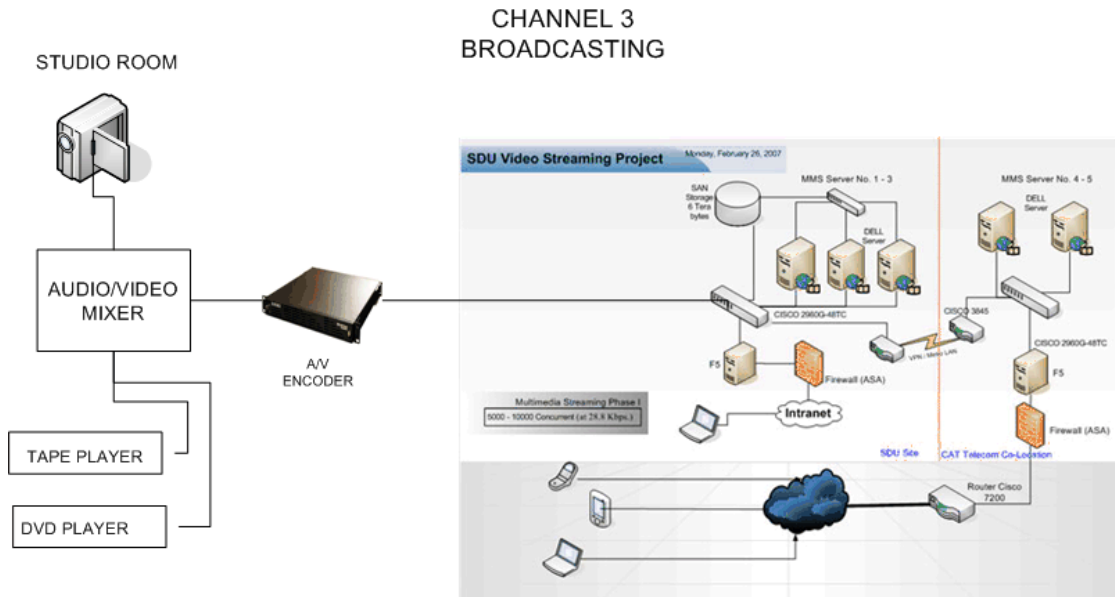 CHANNEL 3
BROADCASTING
STUDIO ROOM
AUDIO/VIDEO
MIXER
A/V
ENCODER
TAPE PLAYER
DVD PLAYER
SDU Video Streaming Project
Monday, February 26, 2007
SAN
Storage
6 Tera
bytes
MMS Server No. 1 - 3
DELL
Server
MMS Server No. 4 - 5
DELL
Server
CISCO 2960G-48TC
CISCO 3845
VPN / Metro LAN
CISCO 2960G-48TC
F5
Firewall (ASA)
F5
Multimedia Streaming Phase I
5000 - 10000 Concurrent (at 28.8 Kbps.)
Intranet
Firewall (ASA)
SDU Site
CAT Telecom Co-Location
Router Cisco
7200